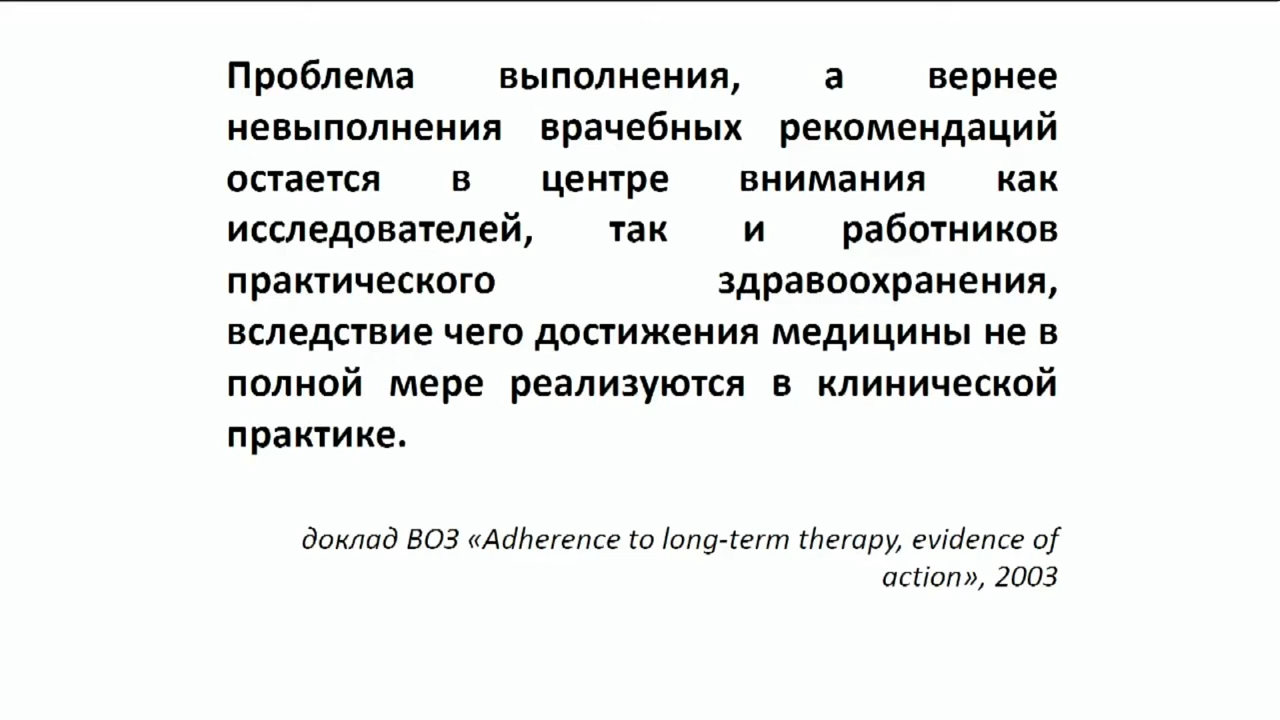 Проблема выполнения, а вернее
невыполнения врачебных рекомендаций
остается в центре внимания как
исследователей, так и работников
практического здравоохранения,
вследствие чего достижения медицины не в
полной мере реализуются в клинической
практике.
доклад ВОЗ «Adherence to long-term therapy, evidence of
action», 2003